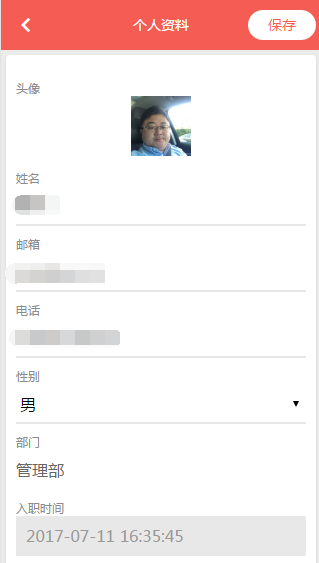 个人资料
保存
头像
姓名
邮箱
电话
性别
男
部门
管理部
入职时间
2017-07-11 16:35:45